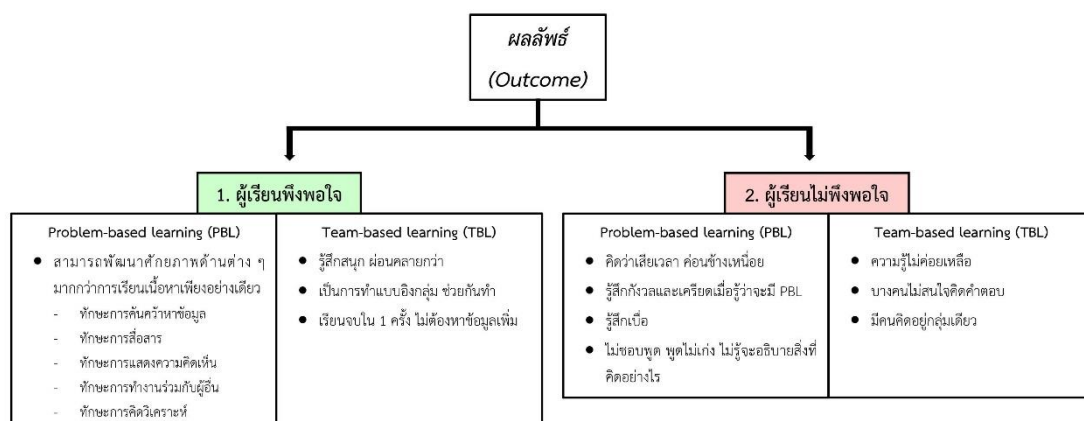 ผลลัพธ์
(Outcome)
1. ผู้เรียนพึงพอใจ
Problem-based learning (PBL)
● สามารถพัฒนาศักยภาพด้านต่าง ๆ
มากกว่าการเรียนเนื้อหาเพียงอย่างเดียว
- ทักษะการค้นคว้าหาข้อมูล
- ทักษะการสื่อสาร
- ทักษะการแสดงความคิดเห็น
- ทักษะการทำงานร่วมกับผู้อื่น
- ทักษะการคิดวิเคราะห์
Team-based learning (TBL)
● รู้สึกสนุก ผ่อนคลายกว่า
● เป็นการทำแบบอิงกลุ่ม ช่วยกันทำ
● เรียนจบใน 1 ครั้ง ไม่ต้องหาข้อมูลเพิ่ม
2. ผู้เรียนไม่พึงพอใจ
Problem-based learning (PBL)
● คิดว่าเสียเวลา ค่อนข้างเหนื่อย
● รู้สึกกังวลและเครียดเมื่อรู้ว่าจะมี PBL
● รู้สึกเบื่อ
● ไม่ชอบพูด พูดไม่เก่ง ไม่รู้จะอธิบายสิ่งที่
คิดอย่างไร
Team-based learning (TBL)
● ความรู้ไม่ค่อยเหลือ
● บางคนไม่สนใจคิดคำตอบ
● มีคนคิดอยู่กลุ่มเดียว